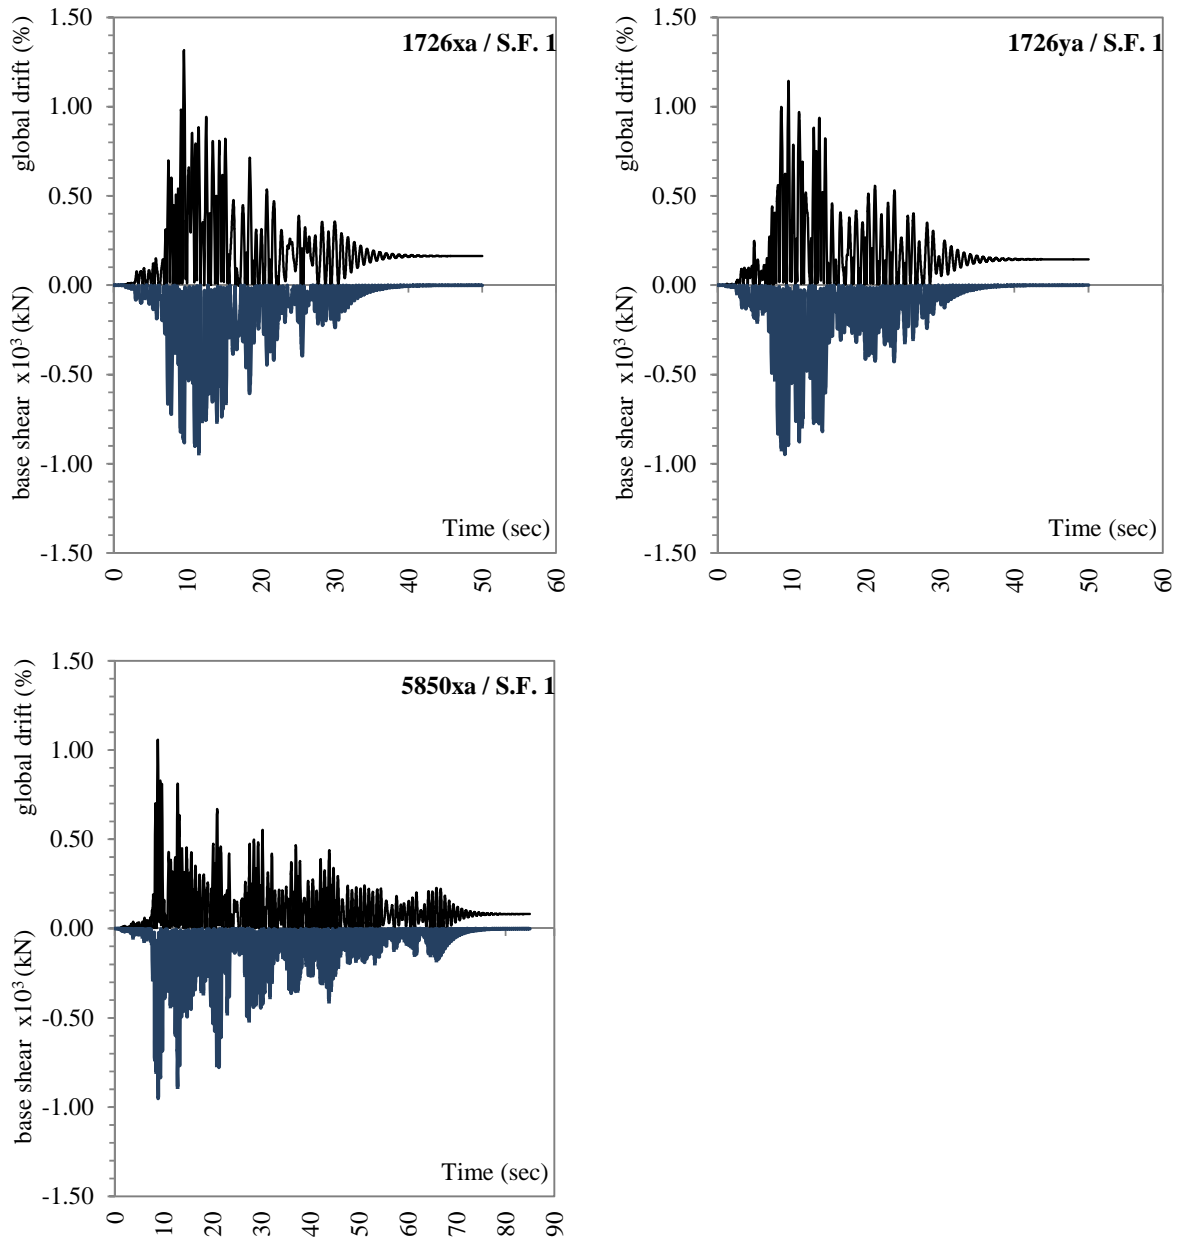 1726xa / S.F. 1
global drift (%)
base shear x10³ (kN)
1.50
1.00
0.50
0.00
-0.50
-1.00
-1.50
Time (sec)
0 10 20 30 40 50 60
1726ya / S.F. 1
global drift (%)
base shear x10³ (kN)
1.50
1.00
0.50
0.00
-0.50
-1.00
-1.50
Time (sec)
0 10 20 30 40 50 60
5850xa / S.F. 1
global drift (%)
base shear x10³ (kN)
1.50
1.00
0.50
0.00
-0.50
-1.00
-1.50
Time (sec)
0 10 20 30 40 50 60 70 80 90